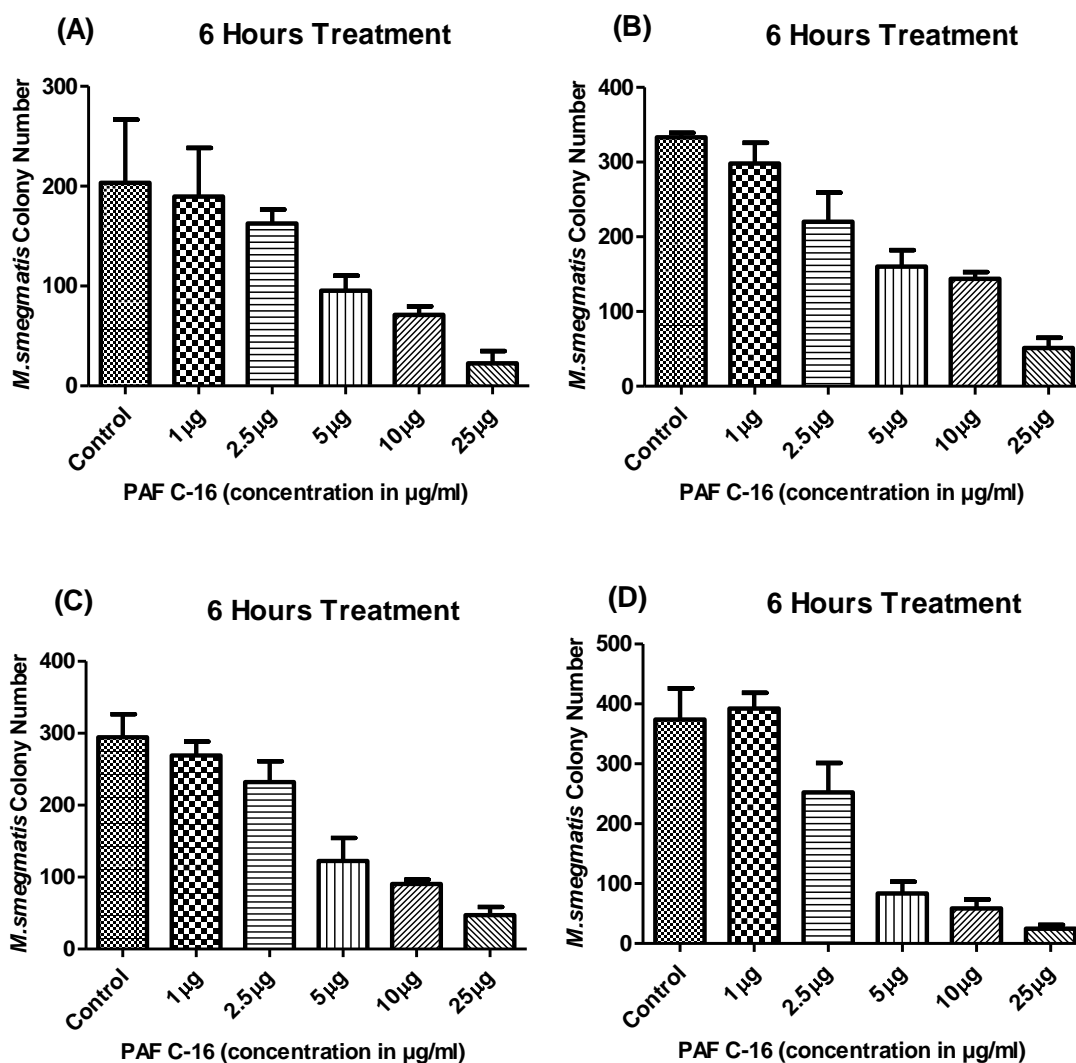 (A)
6 Hours Treatment
M.smegmatis Colony Number
300
200
100
0
Control
1µg
2.5µg
5µg
10µg
25µg
PAF C-16 (concentration in µg/ml)
(B)
6 Hours Treatment
M.smegmatis Colony Number
400
300
200
100
0
Control
1µg
2.5µg
5µg
10µg
25µg
PAF C-16 (concentration in µg/ml)
(C)
6 Hours Treatment
M.smegmatis Colony Number
400
300
200
100
0
Control
1µg
2.5µg
5µg
10µg
25µg
PAF C-16 (concentration in µg/ml)
(D)
6 Hours Treatment
M.smegmatis Colony Number
500
400
300
200
100
0
Control
1µg
2.5µg
5µg
10µg
25µg
PAF C-16 (concentration in µg/ml)